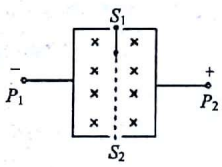 S₁
− +
P₁ P₂
S₂